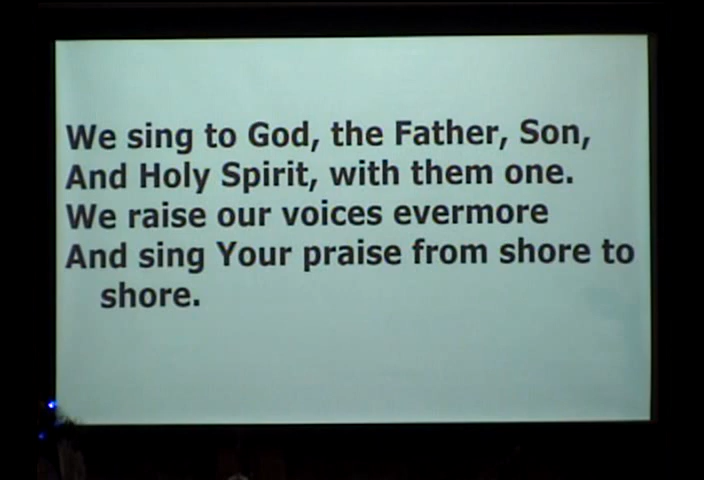 We sing to God, the Father, Son,
And Holy Spirit, with them one.
We raise our voices evermore
And sing Your praise from shore to
shore.